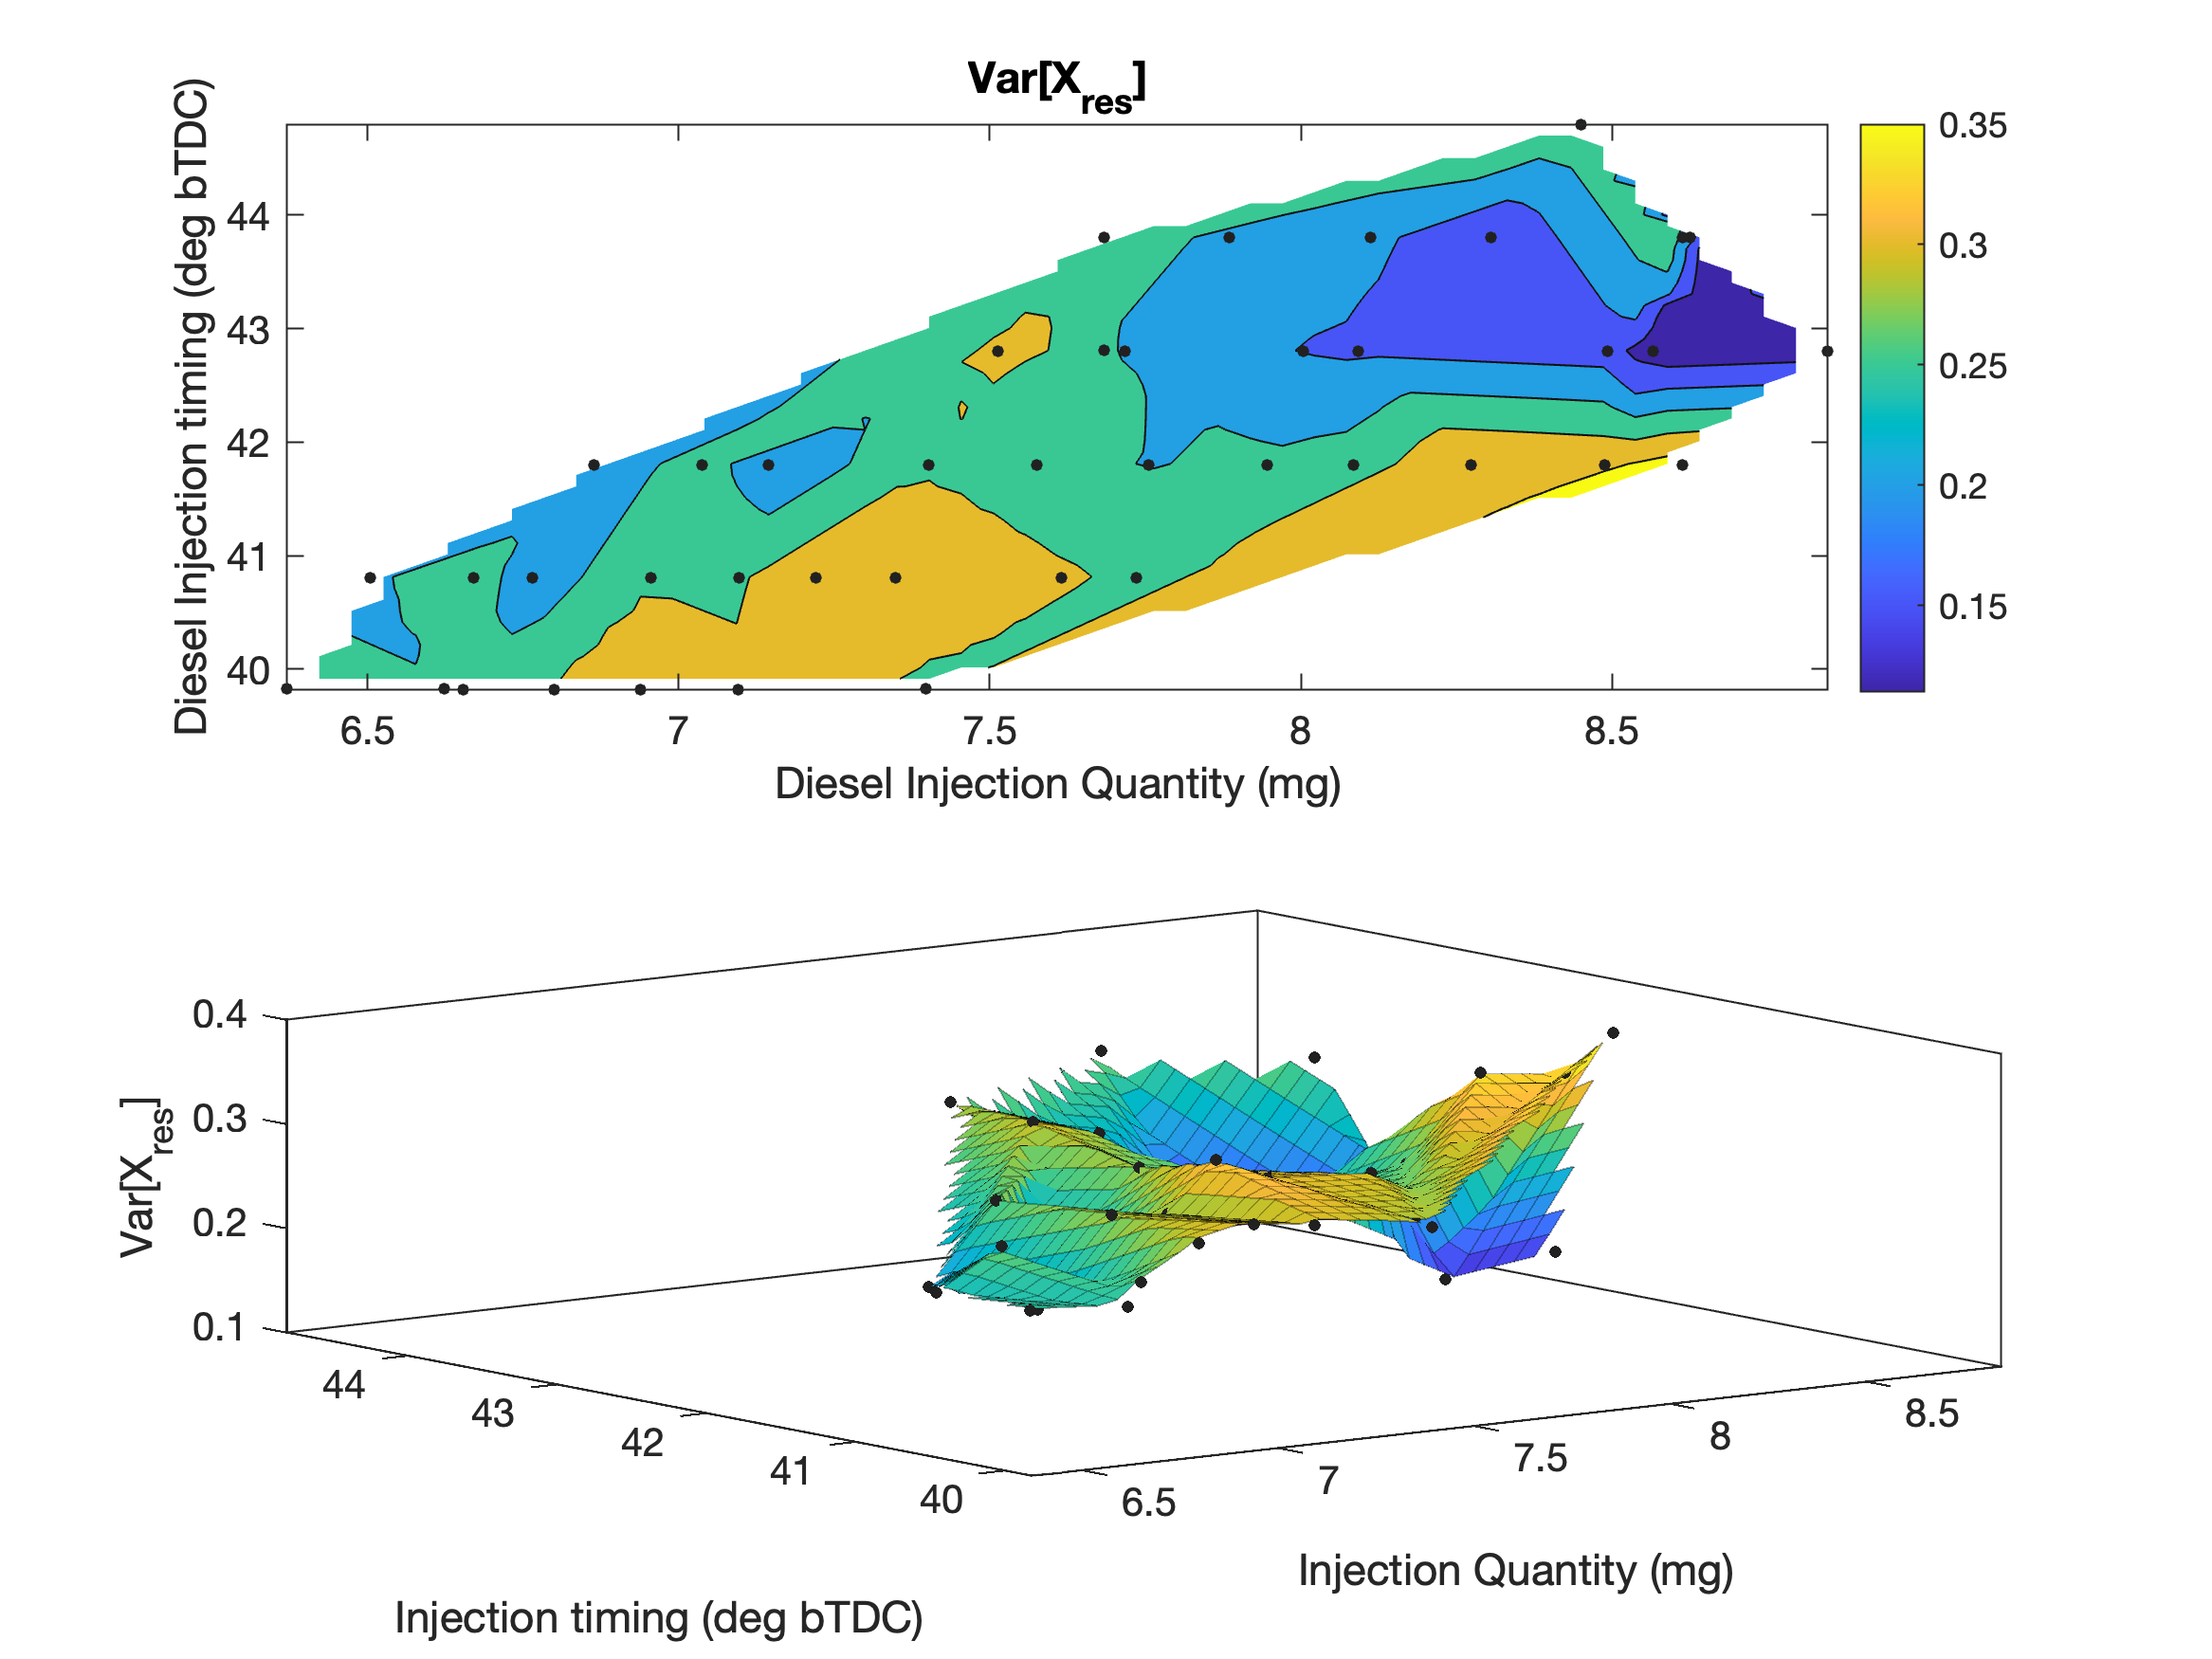 Var[X_res]
Diesel Injection timing (deg bTDC)
44
43
42
41
40
6.5 7 7.5 8 8.5
Diesel Injection Quantity (mg)
0.35
0.3
0.25
0.2
0.15
Var[X_res]
0.4
0.3
0.2
0.1
44 43 42 41 40
6.5 7 7.5 8 8.5
Injection Quantity (mg)
Injection timing (deg bTDC)